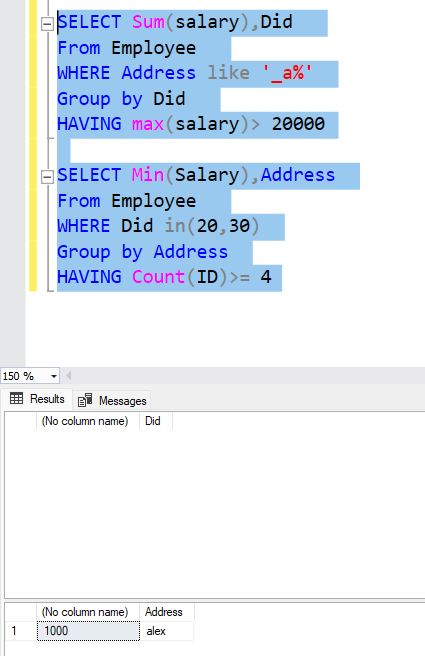 SELECT Sum(salary),Did
From Employee
WHERE Address like '_a%'
Group by Did
HAVING max(salary)> 20000
SELECT Min(Salary),Address
From Employee
WHERE Did in(20,30)
Group by Address
HAVING Count(ID)>= 4
150 %
Results Messages
(No column name) Did
(No column name) Address
1 1000 alex